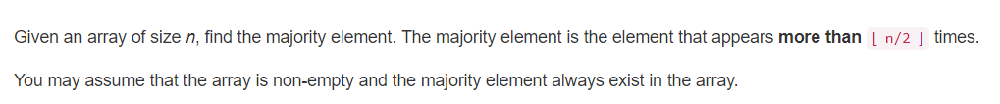 Given an array of size n, find the majority element. The majority element is the element that appears more than ⌊ n/2 ⌋ times.
You may assume that the array is non-empty and the majority element always exist in the array.